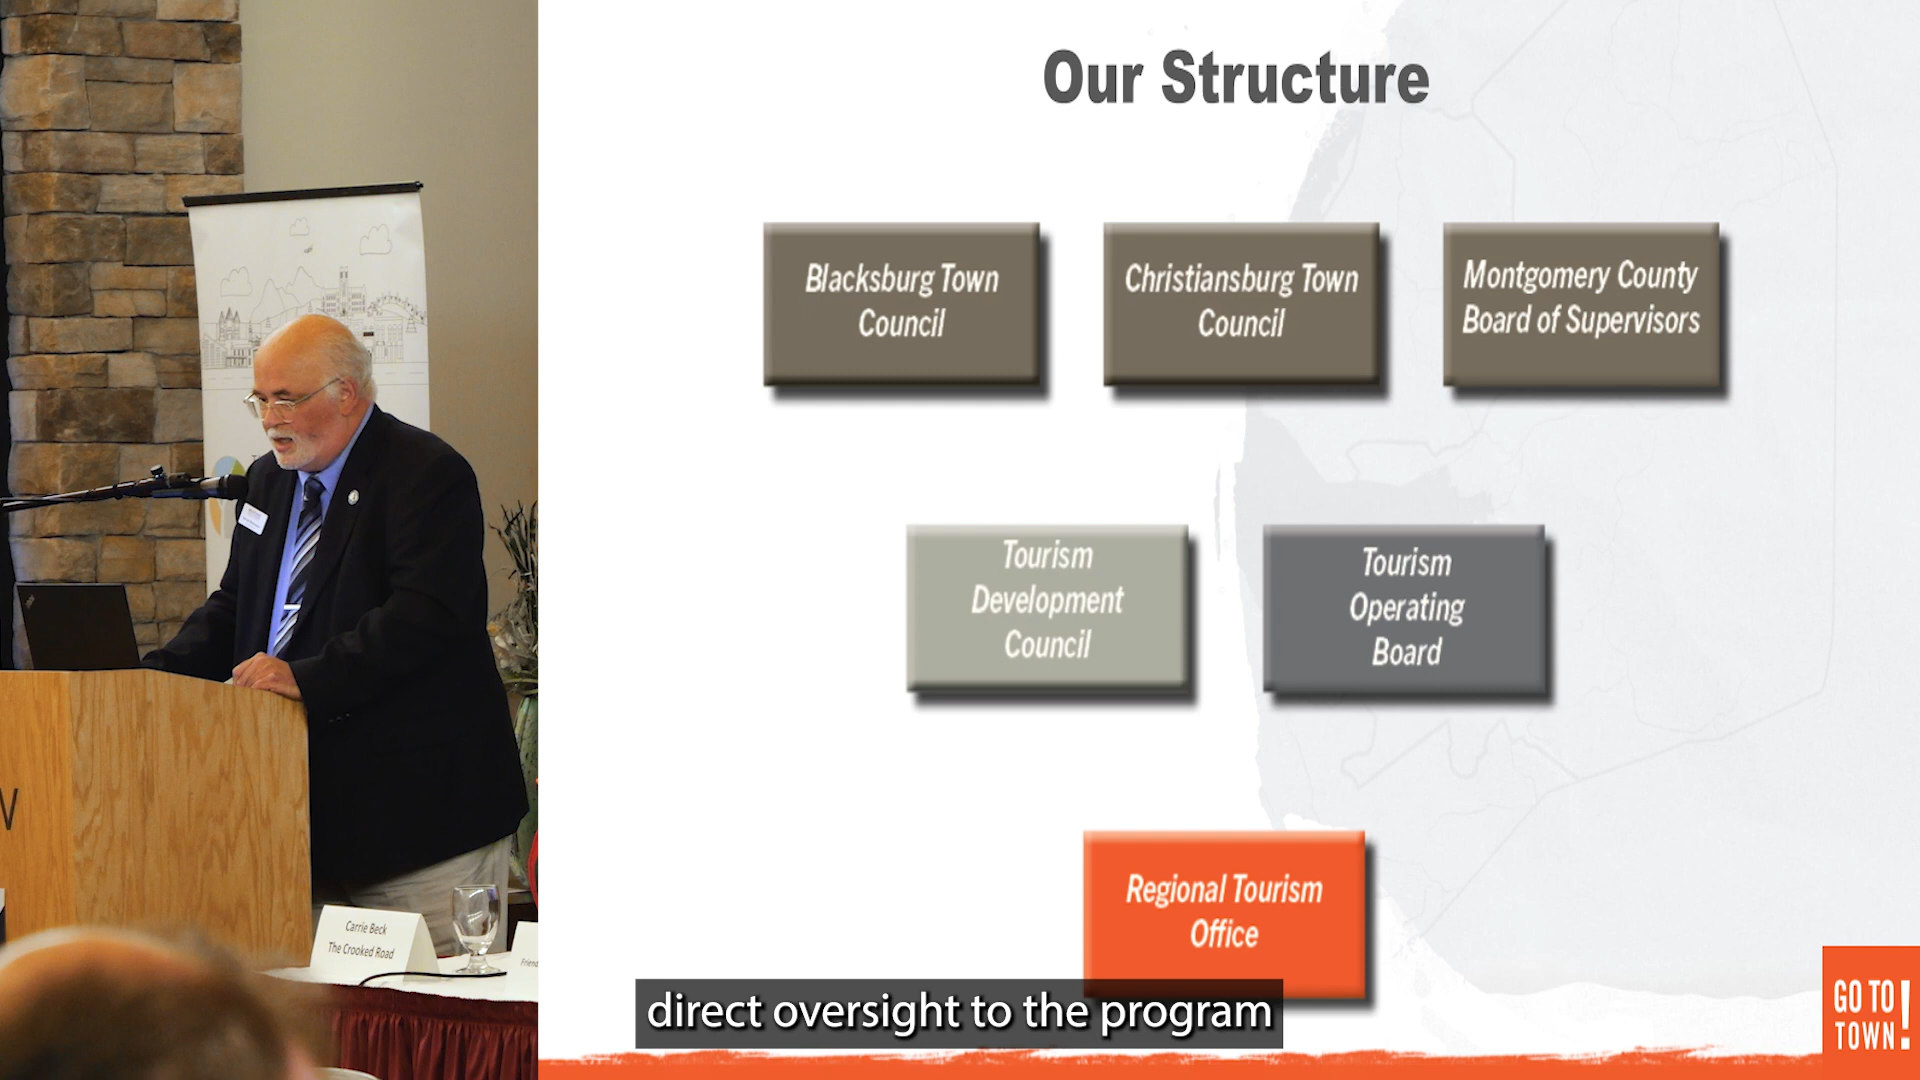 Our Structure
Blacksburg Town
Council
Christiansburg Town
Council
Montgomery County
Board of Supervisors
Tourism
Development
Council
Tourism
Operating
Board
Regional Tourism
Office
direct oversight to the program
GO TO
TOWN!
Carrie Beck
The Crooked Road